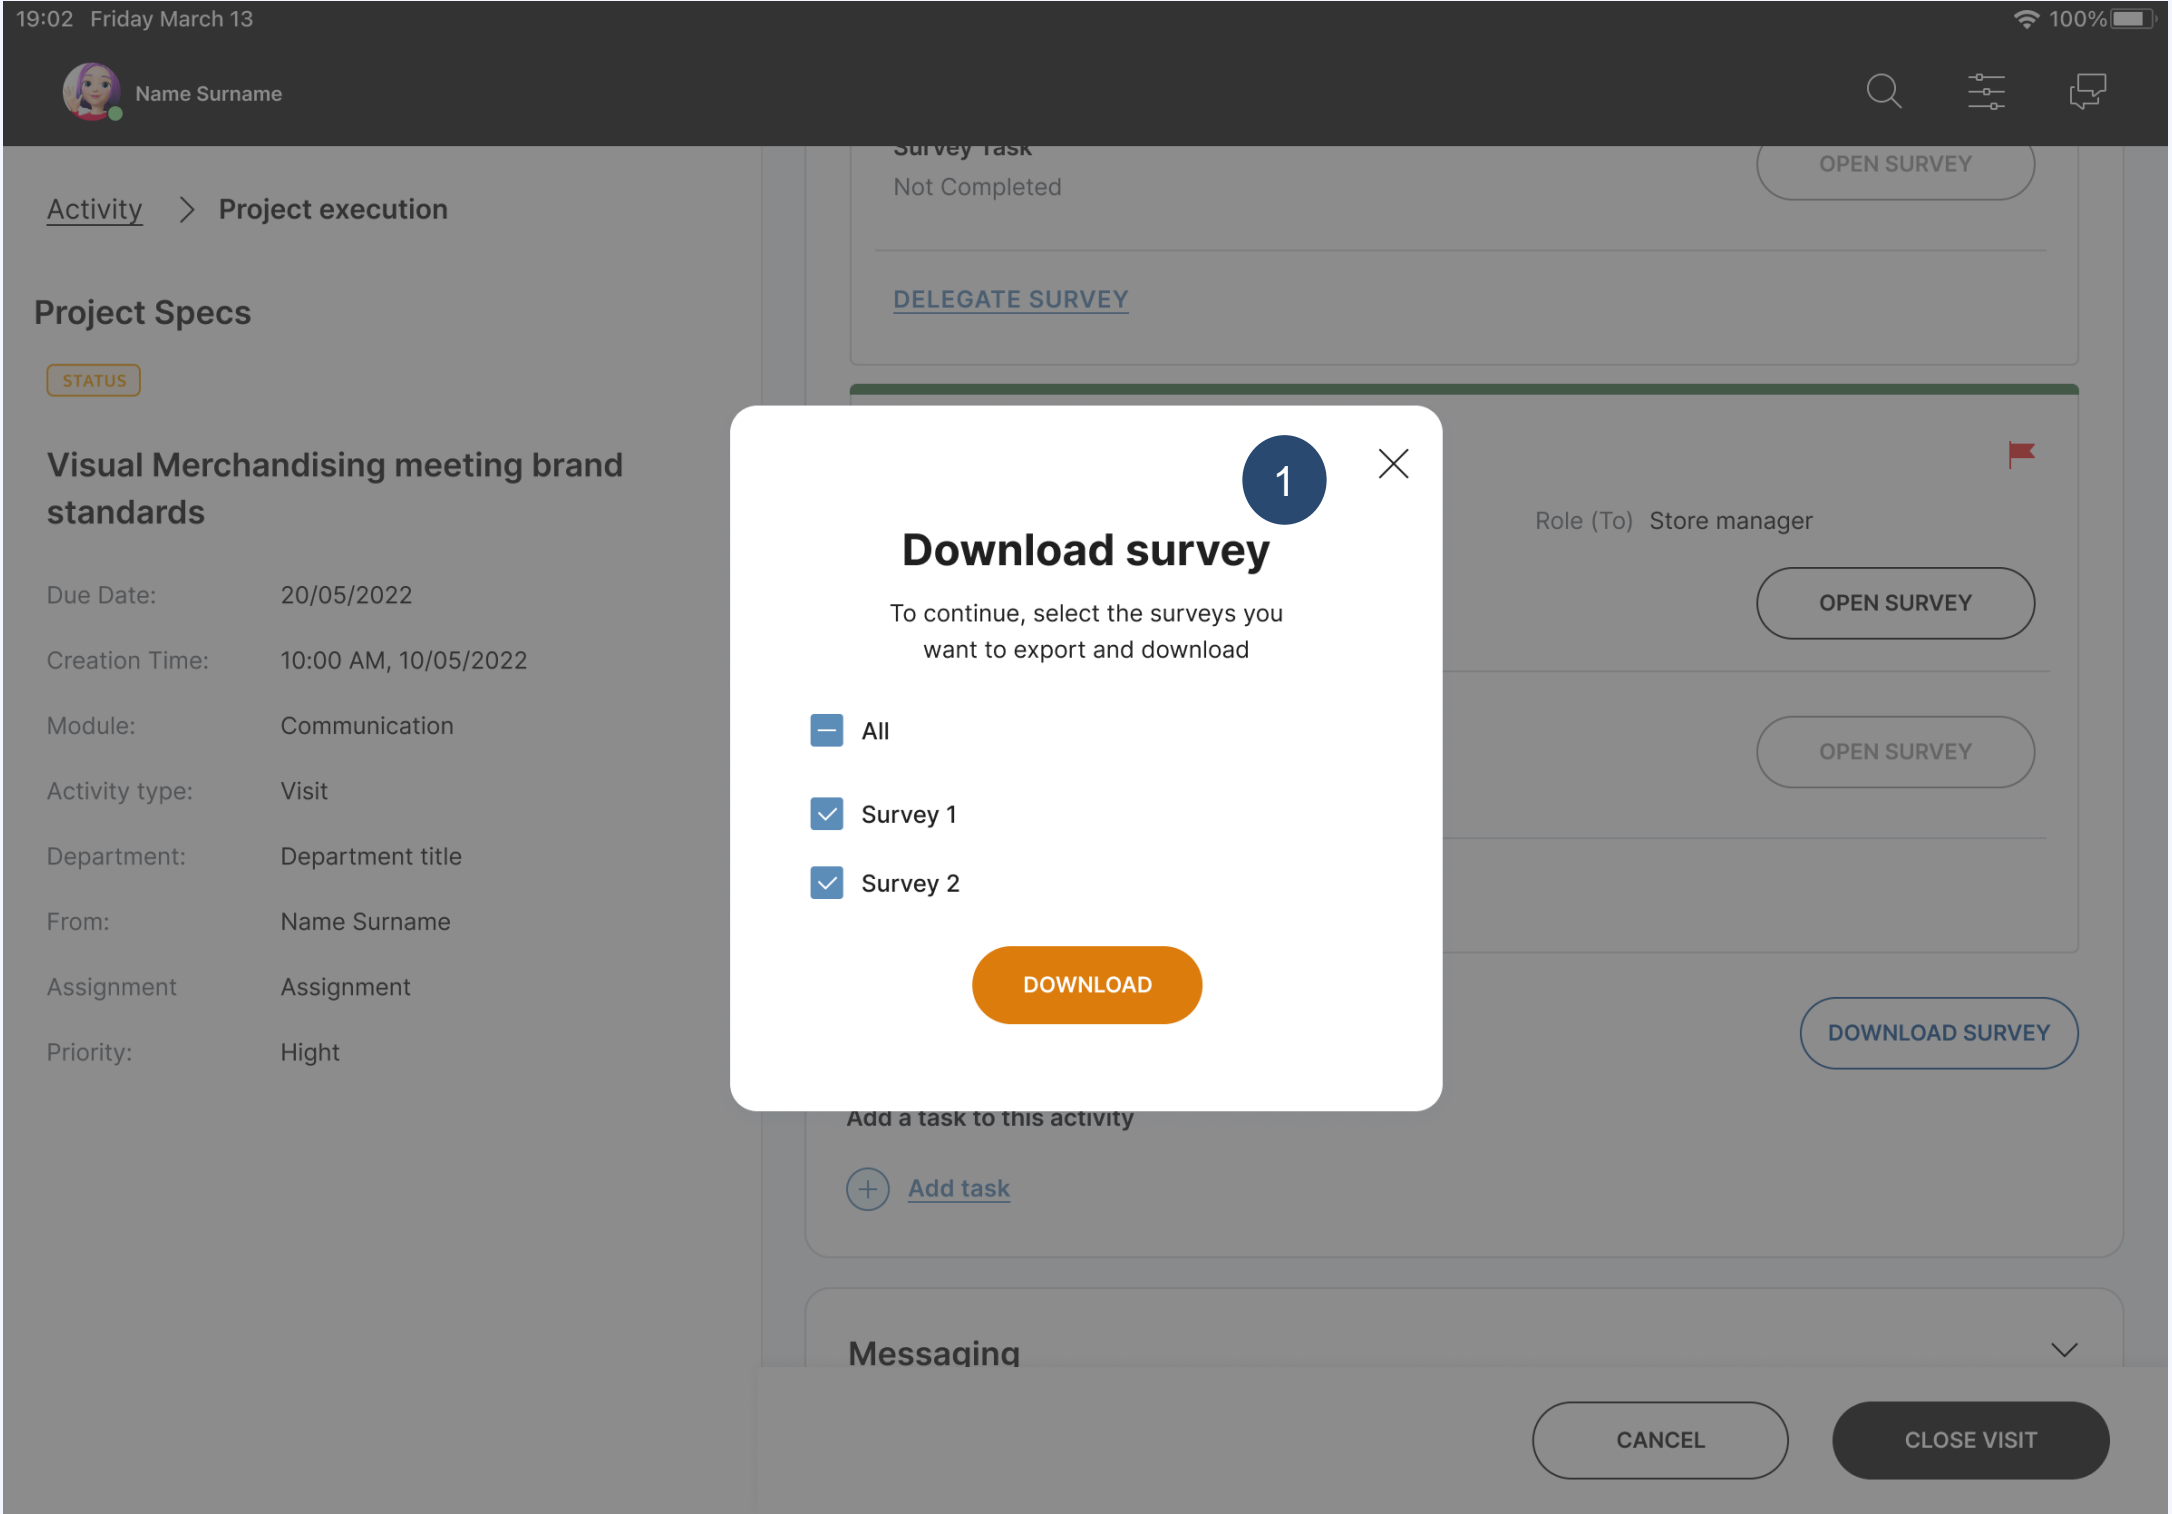 19:02 Friday March 13
100%
Name Surname
Activity > Project execution
Project Specs
STATUS
Visual Merchandising meeting brand
standards
Due Date: 20/05/2022
Creation Time: 10:00 AM, 10/05/2022
Module: Communication
Activity type: Visit
Department: Department title
From: Name Surname
Assignment Assignment
Priority: Hight
Survey Task
Not Completed
OPEN SURVEY
DELEGATE SURVEY
Role (To) Store manager
OPEN SURVEY
OPEN SURVEY
DOWNLOAD SURVEY
1
Download survey
To continue, select the surveys you
want to export and download
All
Survey 1
Survey 2
DOWNLOAD
Add a task to this activity
Add task
Messaging
CANCEL
CLOSE VISIT